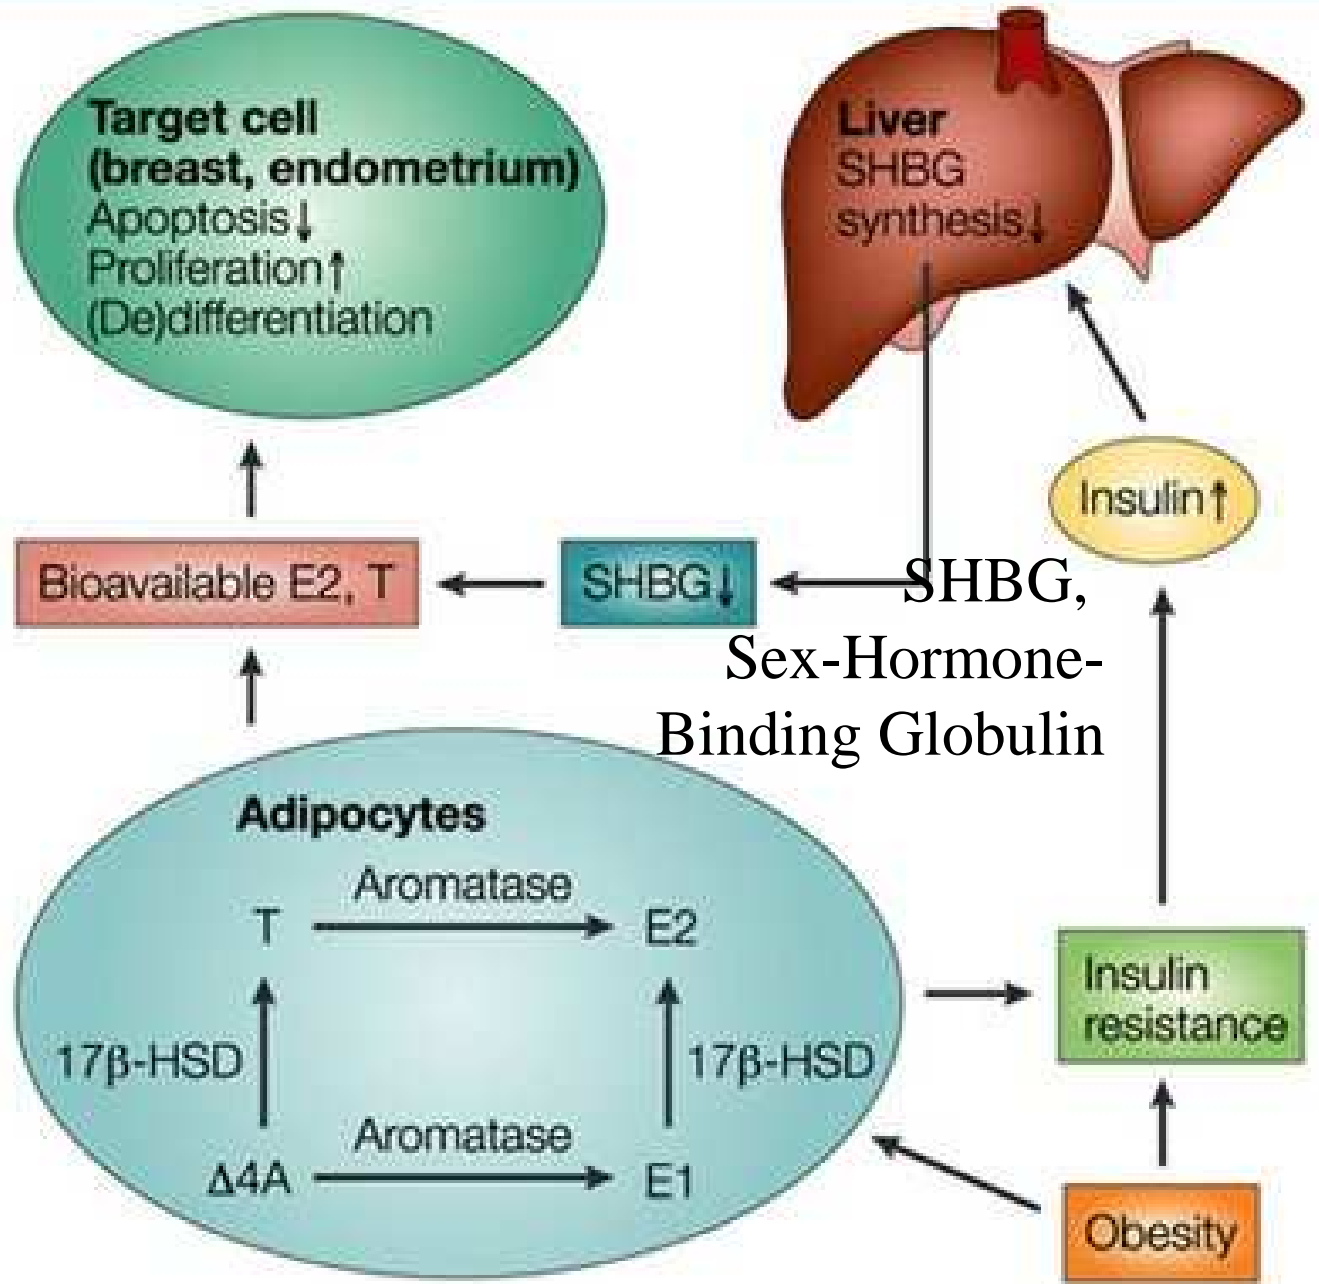 Target cell
(breast, endometrium)
Apoptosis↓
Proliferation↑
(De)differentiation
Liver
SHBG
synthesis↓
Insulin↑
Bioavailable E2, T
SHBG↓
SHBG,
Sex-Hormone-
Binding Globulin
Adipocytes
Aromatase
T
E2
17β-HSD
17β-HSD
Aromatase
Δ4A
E1
Insulin
resistance
Obesity